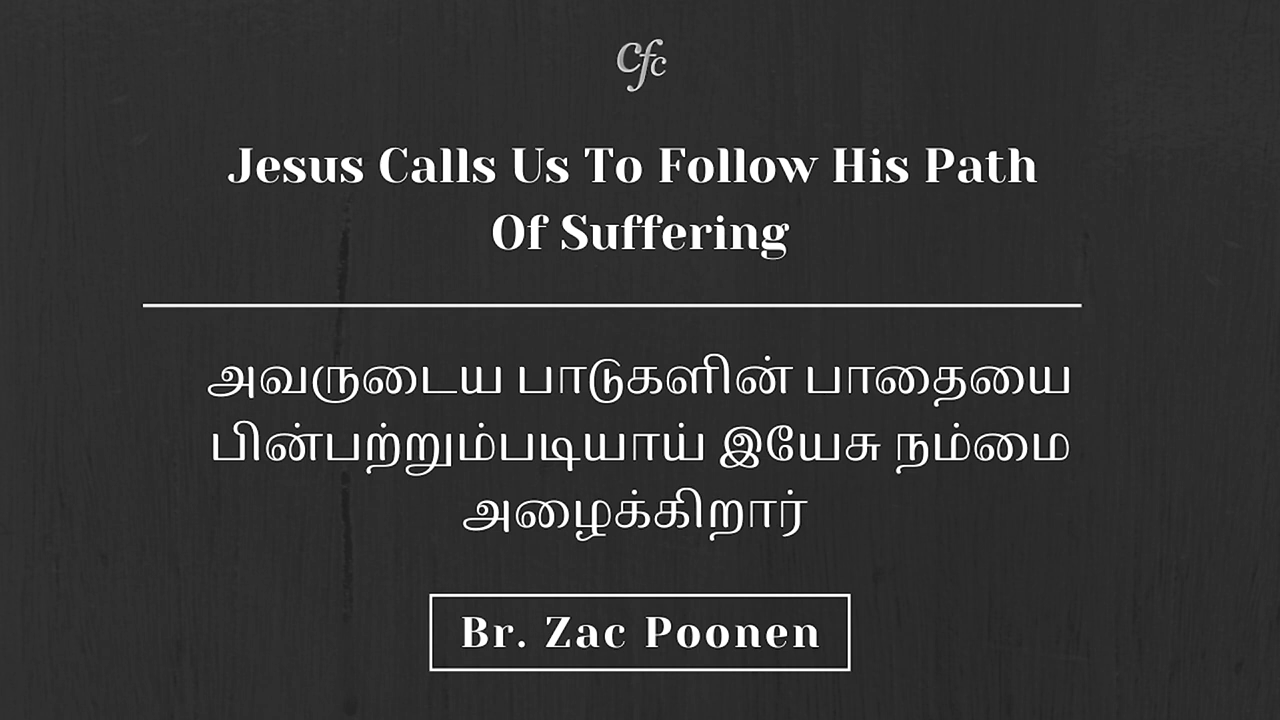 cfc
Jesus Calls Us To Follow His Path
Of Suffering
அவருடைய பாடுகளின் பாதையை
பின்பற்றும்படியாய் இயேசு நம்மை
அழைக்கிறார்
Br. Zac Poonen